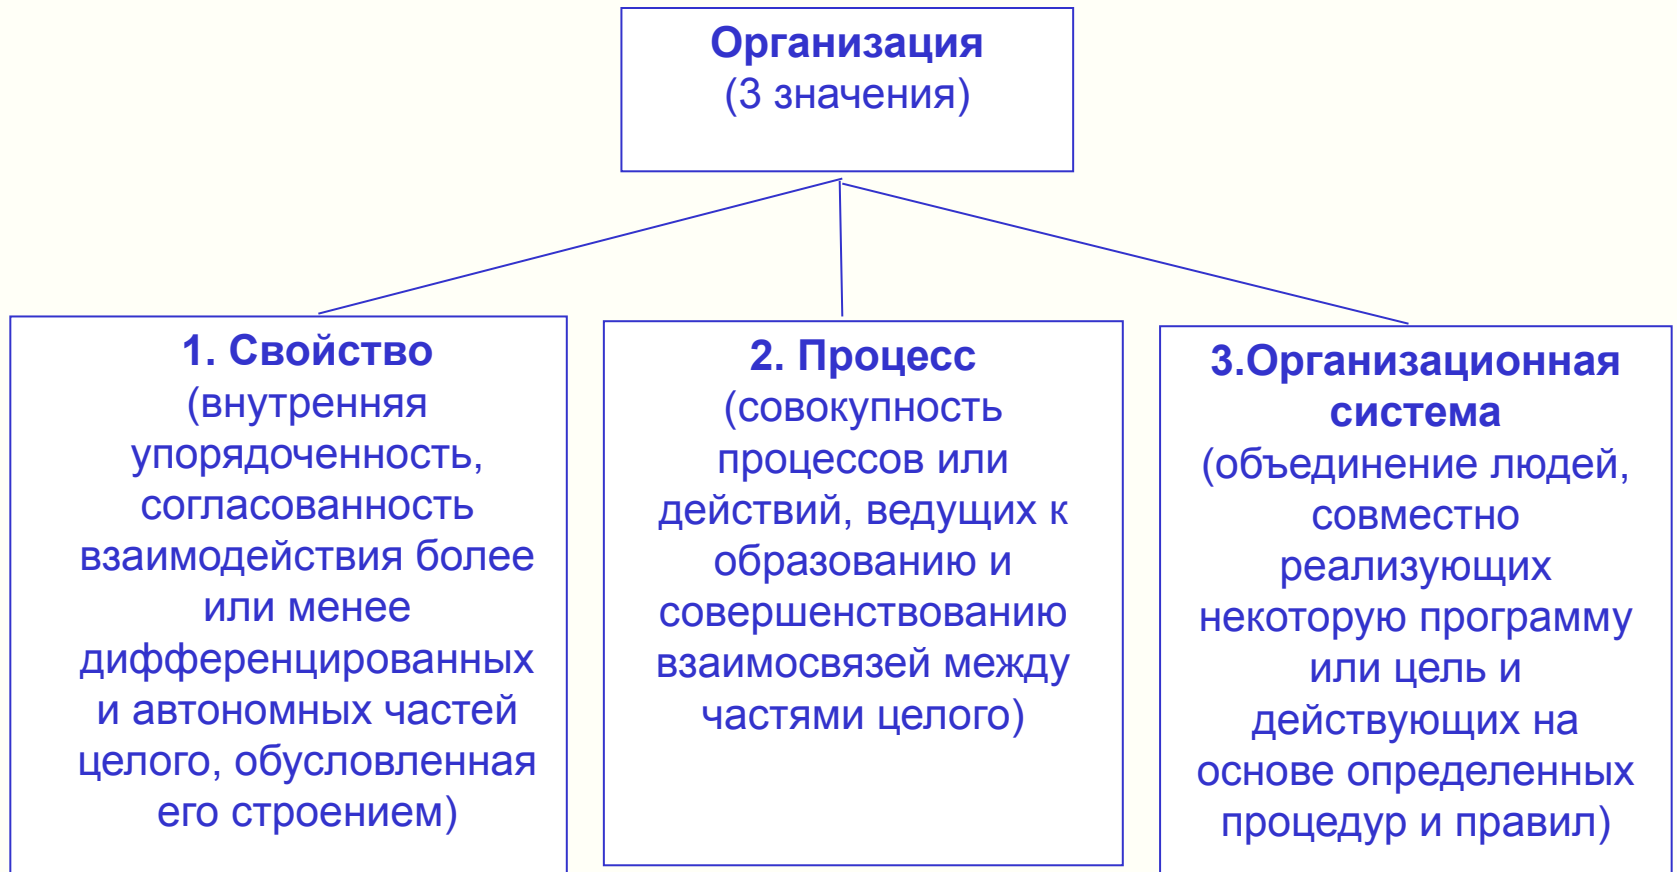 Организация
(3 значения)
1. Свойство
(внутренняя
упорядоченность,
согласованность
взаимодействия более
или менее
дифференцированных
и автономных частей
целого, обусловленная
его строением)
2. Процесс
(совокупность
процессов или
действий, ведущих к
образованию и
совершенствованию
взаимосвязей между
частями целого)
3.Организационная
система
(объединение людей,
совместно
реализующих
некоторую программу
или цель и
действующих на
основе определенных
процедур и правил)